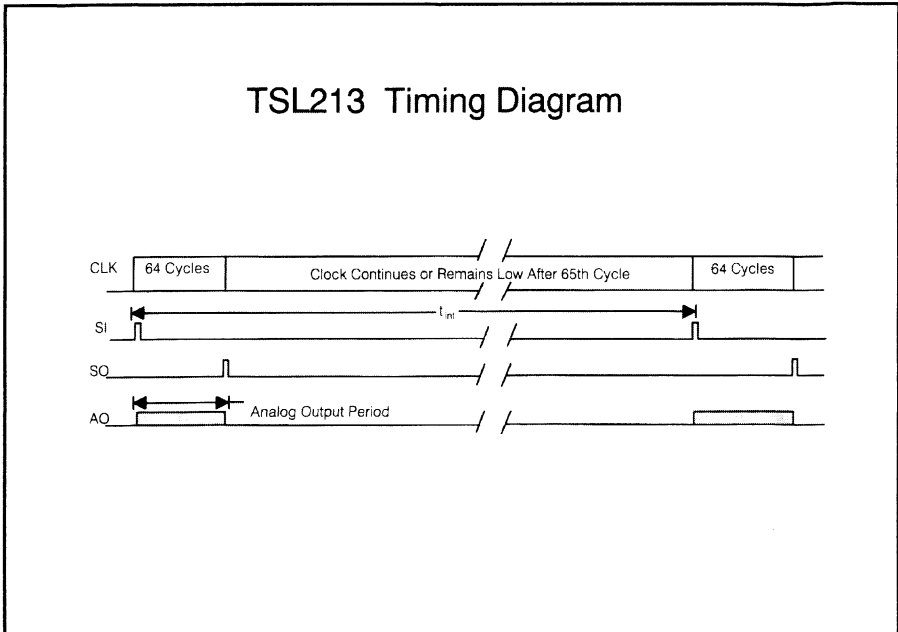 TSL213 Timing Diagram
CLK 64 Cycles Clock Continues or Remains Low After 65th Cycle 64 Cycles
t int
SI
SO
Analog Output Period
AO